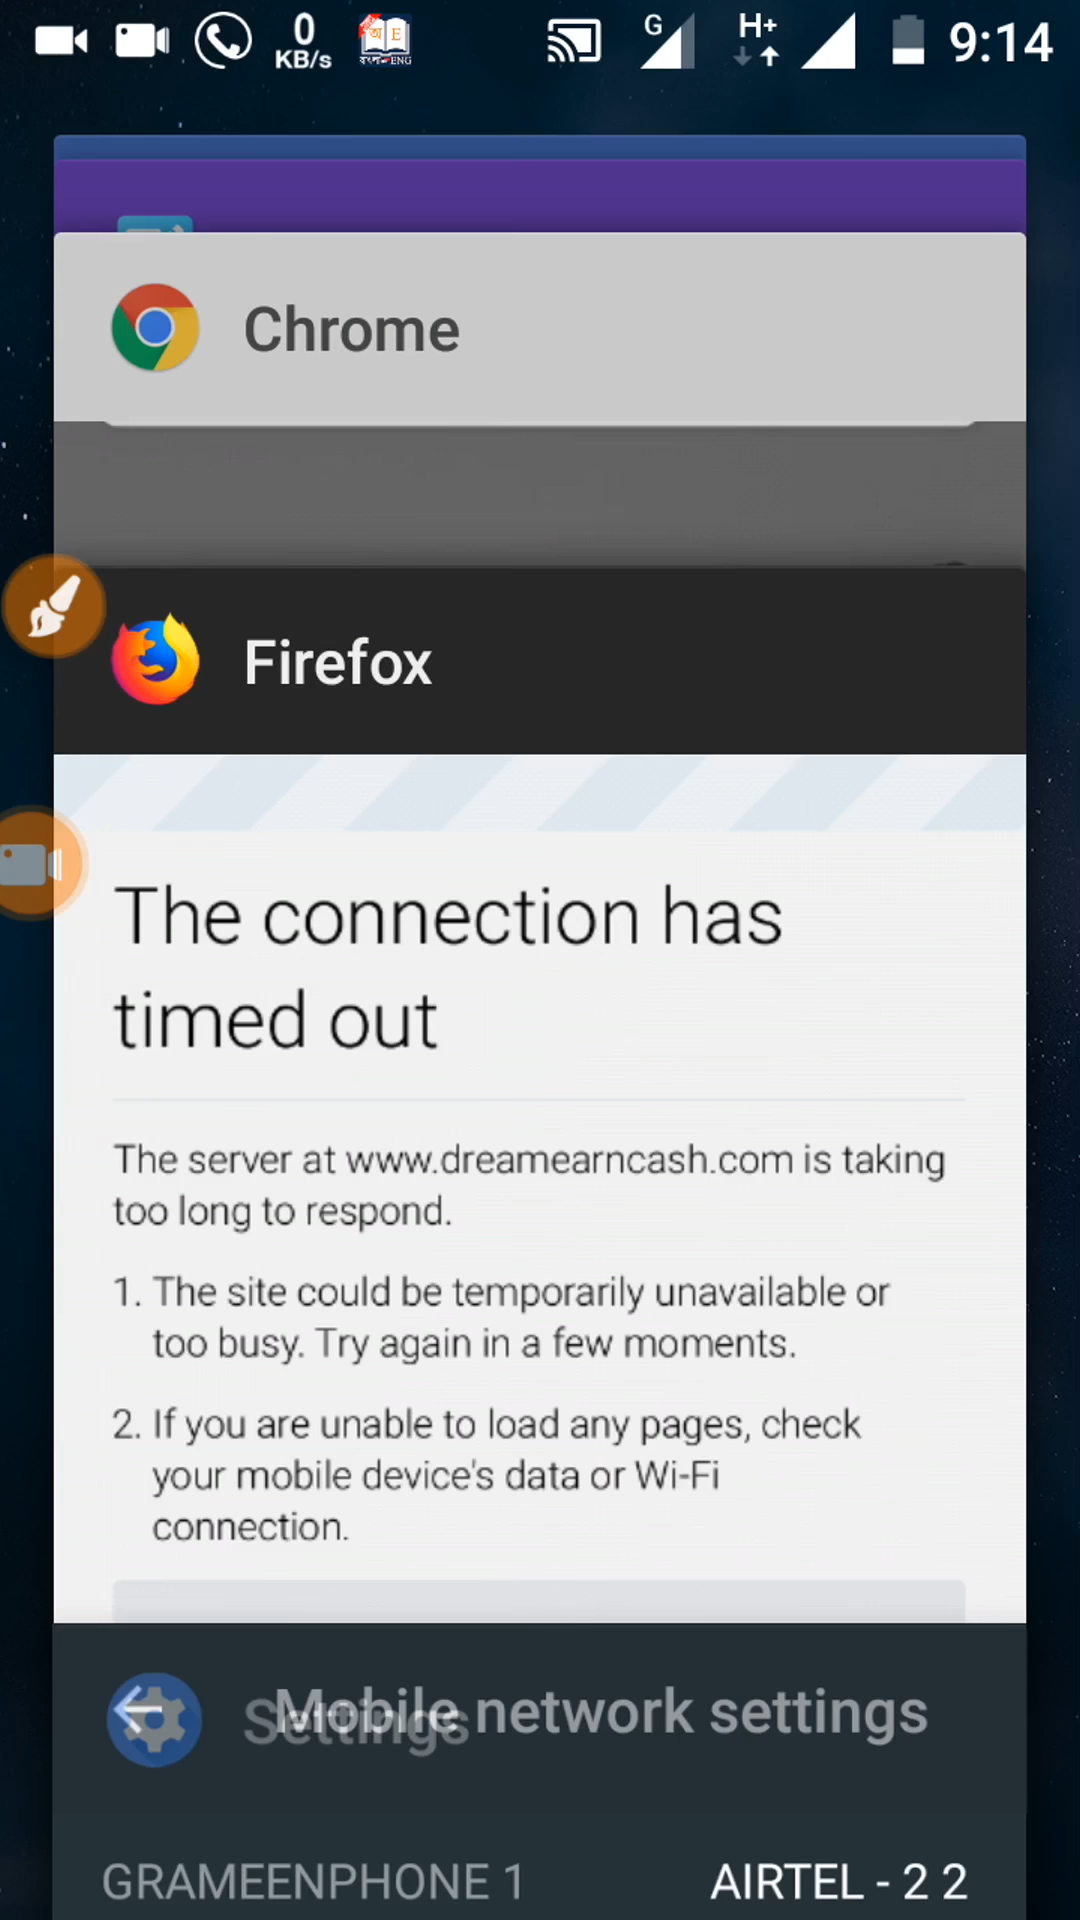 0
KB/s
G
H+
9:14
অ E
বাংলা ENG
Chrome
Firefox
The connection has
timed out
The server at www.dreamearncash.com is taking
too long to respond.
1. The site could be temporarily unavailable or
too busy. Try again in a few moments.
2. If you are unable to load any pages, check
your mobile device's data or Wi-Fi
connection.
Settings
Mobile network settings
GRAMEENPHONE 1
AIRTEL - 2 2